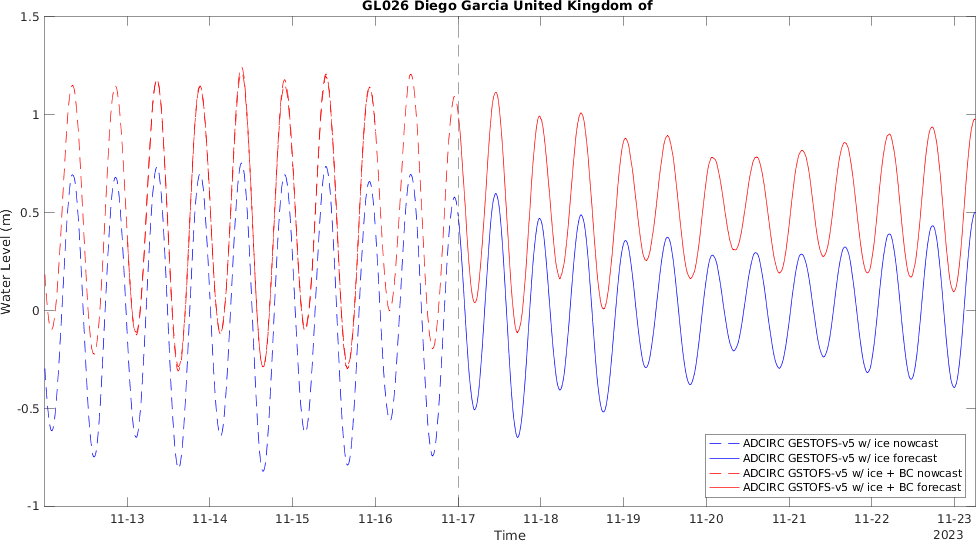 GL026 Diego Garcia United Kingdom of
1.5
1
0.5
0
-0.5
-1
Water Level (m)
11-13 11-14 11-15 11-16 11-17 11-18 11-19 11-20 11-21 11-22 11-23
2023
Time
ADCIRC GESTOFS-v5 w/ ice nowcast
ADCIRC GESTOFS-v5 w/ ice forecast
ADCIRC GSTOFS-v5 w/ ice + BC nowcast
ADCIRC GSTOFS-v5 w/ ice + BC forecast